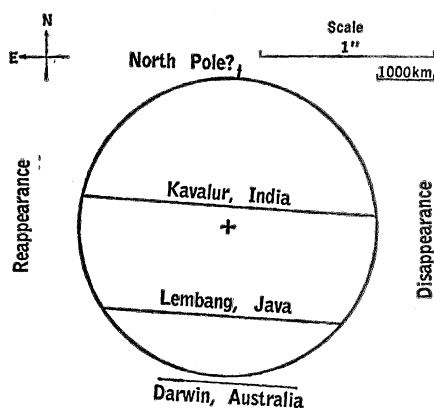 N
E
North Pole?
Scale
1"
1000km
Reappearance
Kavalur, India
Disappearance
Lembang, Java
Darwin, Australia